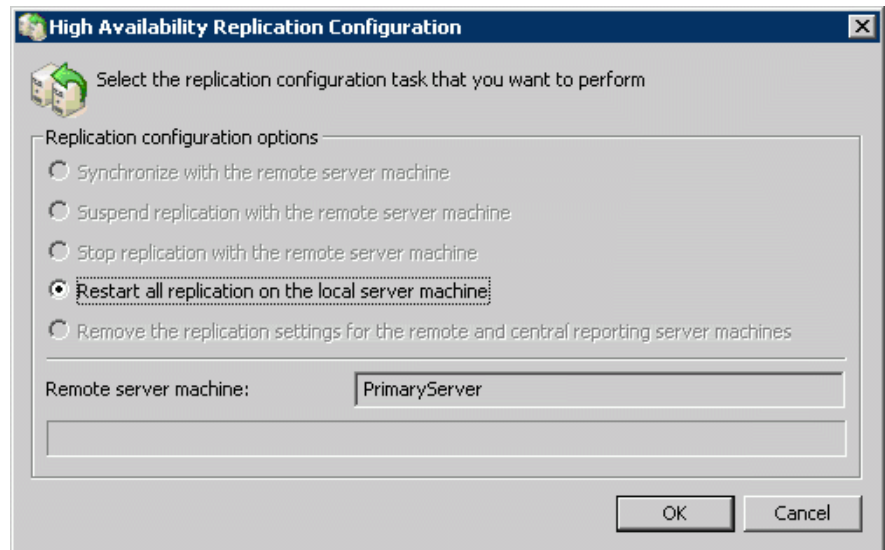 High Availability Replication Configuration
Select the replication configuration task that you want to perform
Replication configuration options
Synchronize with the remote server machine
Suspend replication with the remote server machine
Stop replication with the remote server machine
Restart all replication on the local server machine
Remove the replication settings for the remote and central reporting server machines
Remote server machine: PrimaryServer
OK Cancel